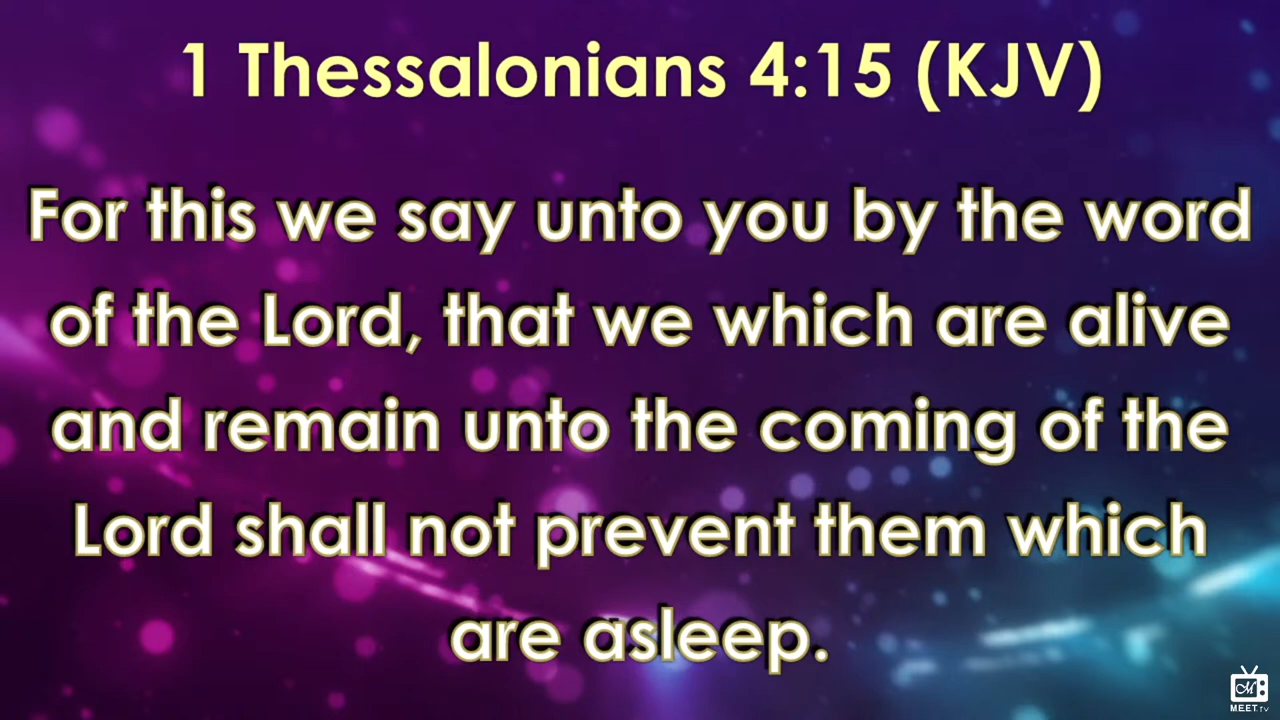 1 Thessalonians 4:15 (KJV)
For this we say unto you by the word
of the Lord, that we which are alive
and remain unto the coming of the
Lord shall not prevent them which
are asleep.
M
MEET.tv